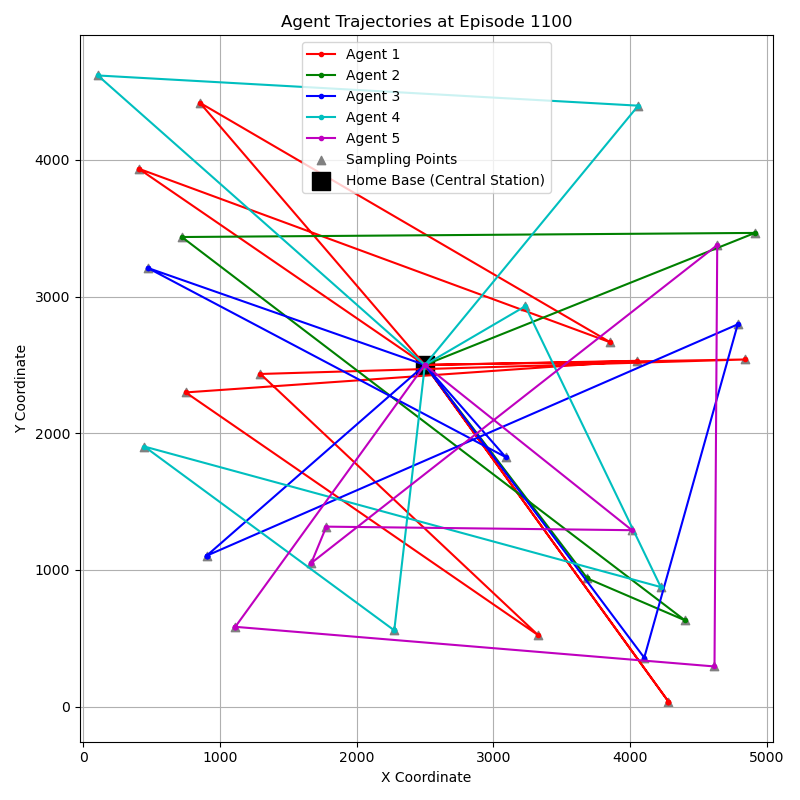 Agent Trajectories at Episode 1100
Agent 1
Agent 2
Agent 3
Agent 4
Agent 5
Sampling Points
Home Base (Central Station)
Y Coordinate
4000
3000
2000
1000
0
0 1000 2000 3000 4000 5000
X Coordinate